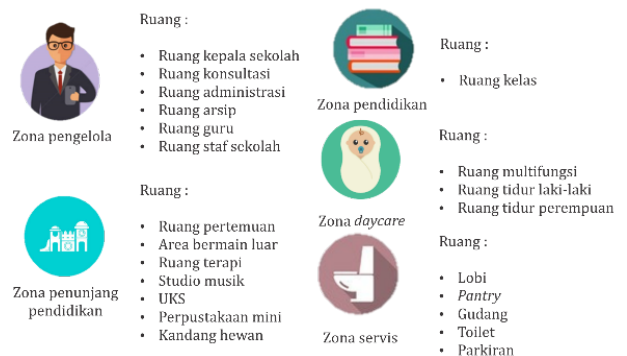 Ruang :
• Ruang kepala sekolah
• Ruang konsultasi
• Ruang administrasi
• Ruang arsip
• Ruang guru
• Ruang staf sekolah
Zona pengelola
Ruang :
• Ruang kelas
Zona pendidikan
Ruang :
• Ruang multifungsi
• Ruang tidur laki-laki
• Ruang tidur perempuan
Zona daycare
Ruang :
• Ruang pertemuan
• Area bermain luar
• Ruang terapi
• Studio musik
• UKS
• Perpustakaan mini
• Kandang hewan
Zona penunjang
pendidikan
Ruang :
• Lobi
• Pantry
• Gudang
• Toilet
• Parkiran
Zona servis